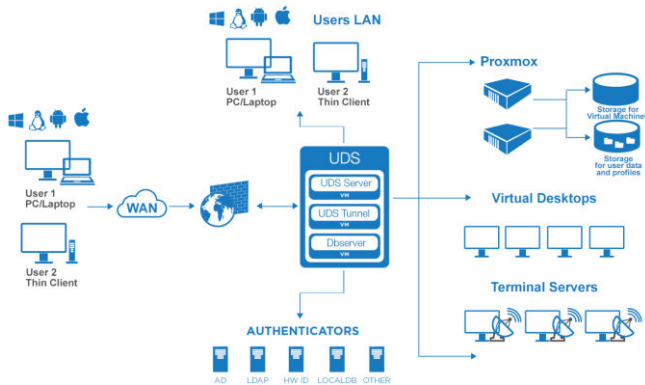 Users LAN
User 1
PC/Laptop
User 2
Thin Client
User 1
PC/Laptop
User 2
Thin Client
WAN
UDS
UDS Server
VM
UDS Tunnel
VM
Dbserver
VM
AUTHENTICATORS
AD
LDAP
HW ID
LOCALDB
OTHER
Proxmox
Storage for
Virtual Machine
Storage
for user data
and profiles
Virtual Desktops
Terminal Servers